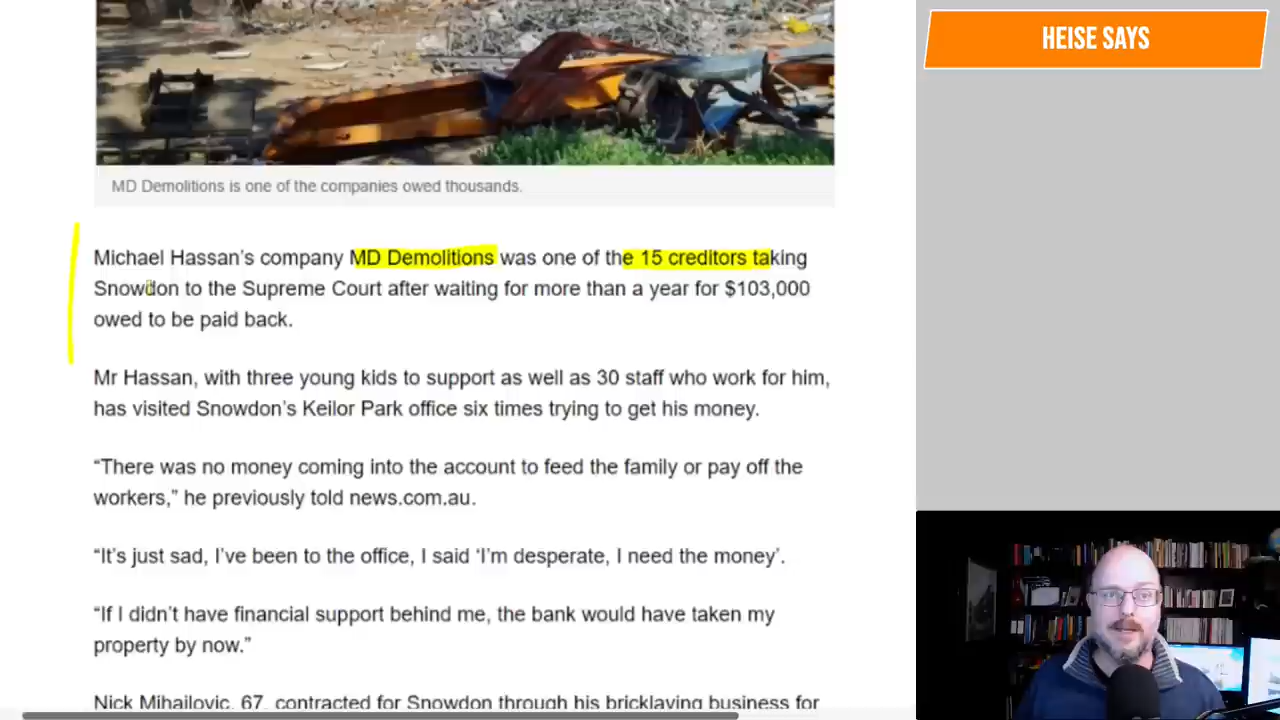 HEISE SAYS
MD Demolitions is one of the companies owed thousands.
Michael Hassan's company MD Demolitions was one of the 15 creditors taking
Snowdon to the Supreme Court after waiting for more than a year for $103,000
owed to be paid back.
Mr Hassan, with three young kids to support as well as 30 staff who work for him,
has visited Snowdon's Keilor Park office six times trying to get his money.
“There was no money coming into the account to feed the family or pay off the
workers,” he previously told news.com.au.
“It's just sad, I've been to the office, I said ‘I'm desperate, I need the money’.
“If I didn't have financial support behind me, the bank would have taken my
property by now.”
Nick Mihailovic, 67, contracted for Snowdon through his bricklaying business for